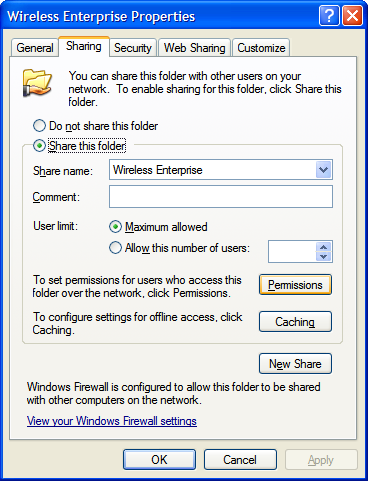 Wireless Enterprise Properties
General Sharing Security Web Sharing Customize
You can share this folder with other users on your
network. To enable sharing for this folder, click Share this
folder.
Do not share this folder
Share this folder
Share name: Wireless Enterprise
Comment:
User limit: Maximum allowed
Allow this number of users:
To set permissions for users who access this
folder over the network, click Permissions.
Permissions
To configure settings for offline access, click
Caching.
Caching
New Share
Windows Firewall is configured to allow this folder to be shared
with other computers on the network.
View your Windows Firewall settings
OK Cancel Apply